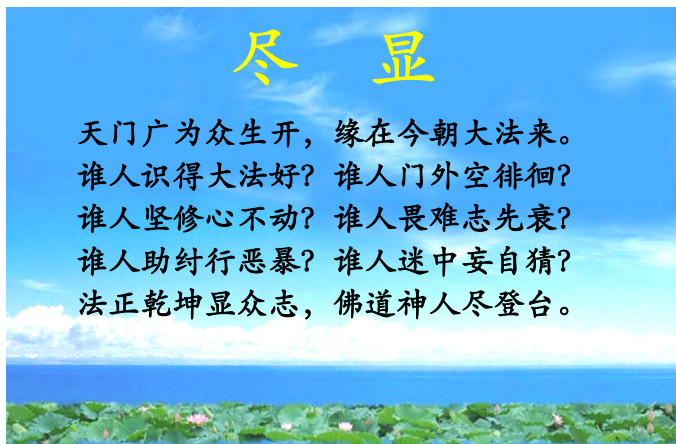 尽 显
天门广为众生开，缘在今朝大法来。
谁人识得大法好？谁人门外空徘徊？
谁人坚修心不动？谁人畏难志先衰？
谁人助纣行恶暴？谁人迷中妄自猜？
法正乾坤显众志，佛道神人尽登台。